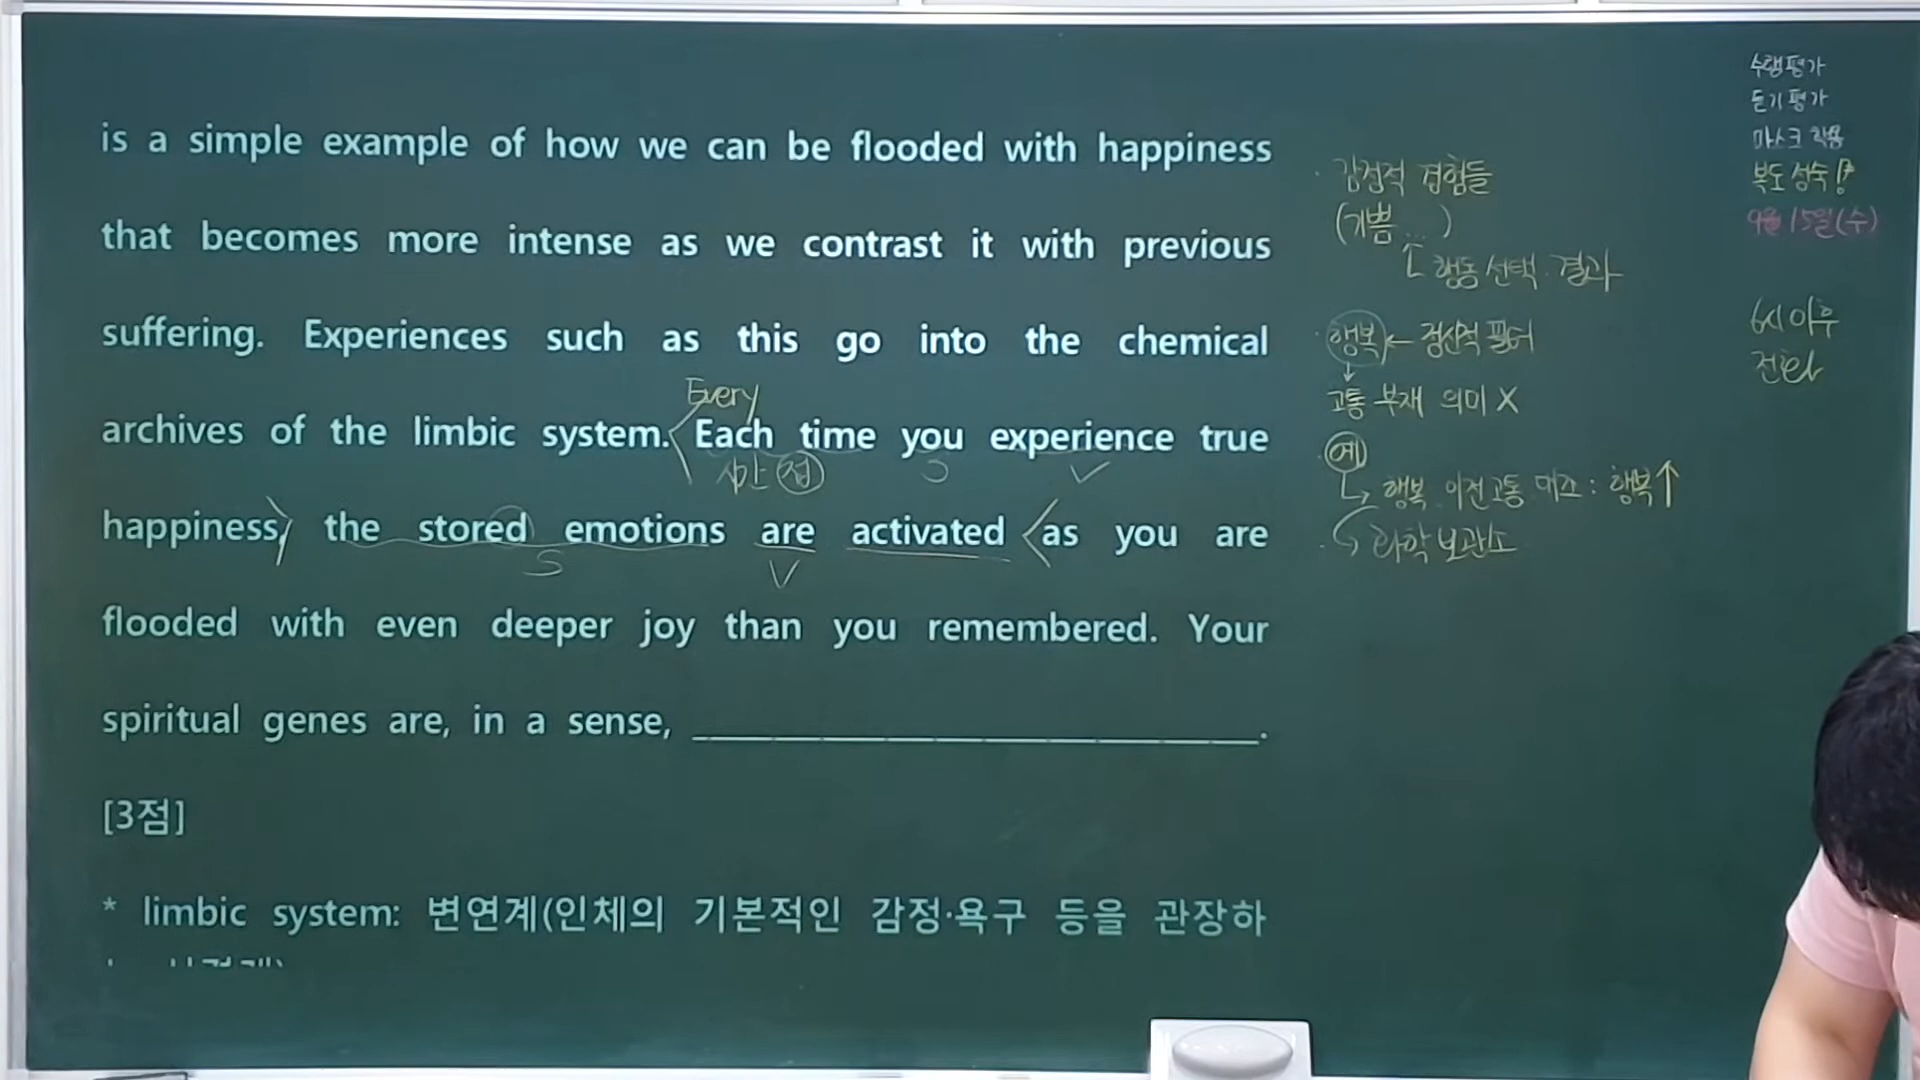 is a simple example of how we can be flooded with happiness
that becomes more intense as we contrast it with previous
suffering. Experiences such as this go into the chemical
Every
archives of the limbic system. Each time you experience true
시간 접
S V
happiness, the stored emotions are activated as you are
S V
flooded with even deeper joy than you remembered. Your
spiritual genes are, in a sense, ____________________.
[3점]
* limbic system: 변연계(인체의 기본적인 감정·욕구 등을 관장하
· 감정적 경험들
(기쁨...)
행동 선택·결과
· 행복 ← 정신적 필터
↓
고통 부재 의미 X
· 예
행복 이전고통 대조: 행복↑
· 화학 보관소
수행평가
듣기평가
마스크 착용
복도 정숙!
9월 15일(수)
6시 이후